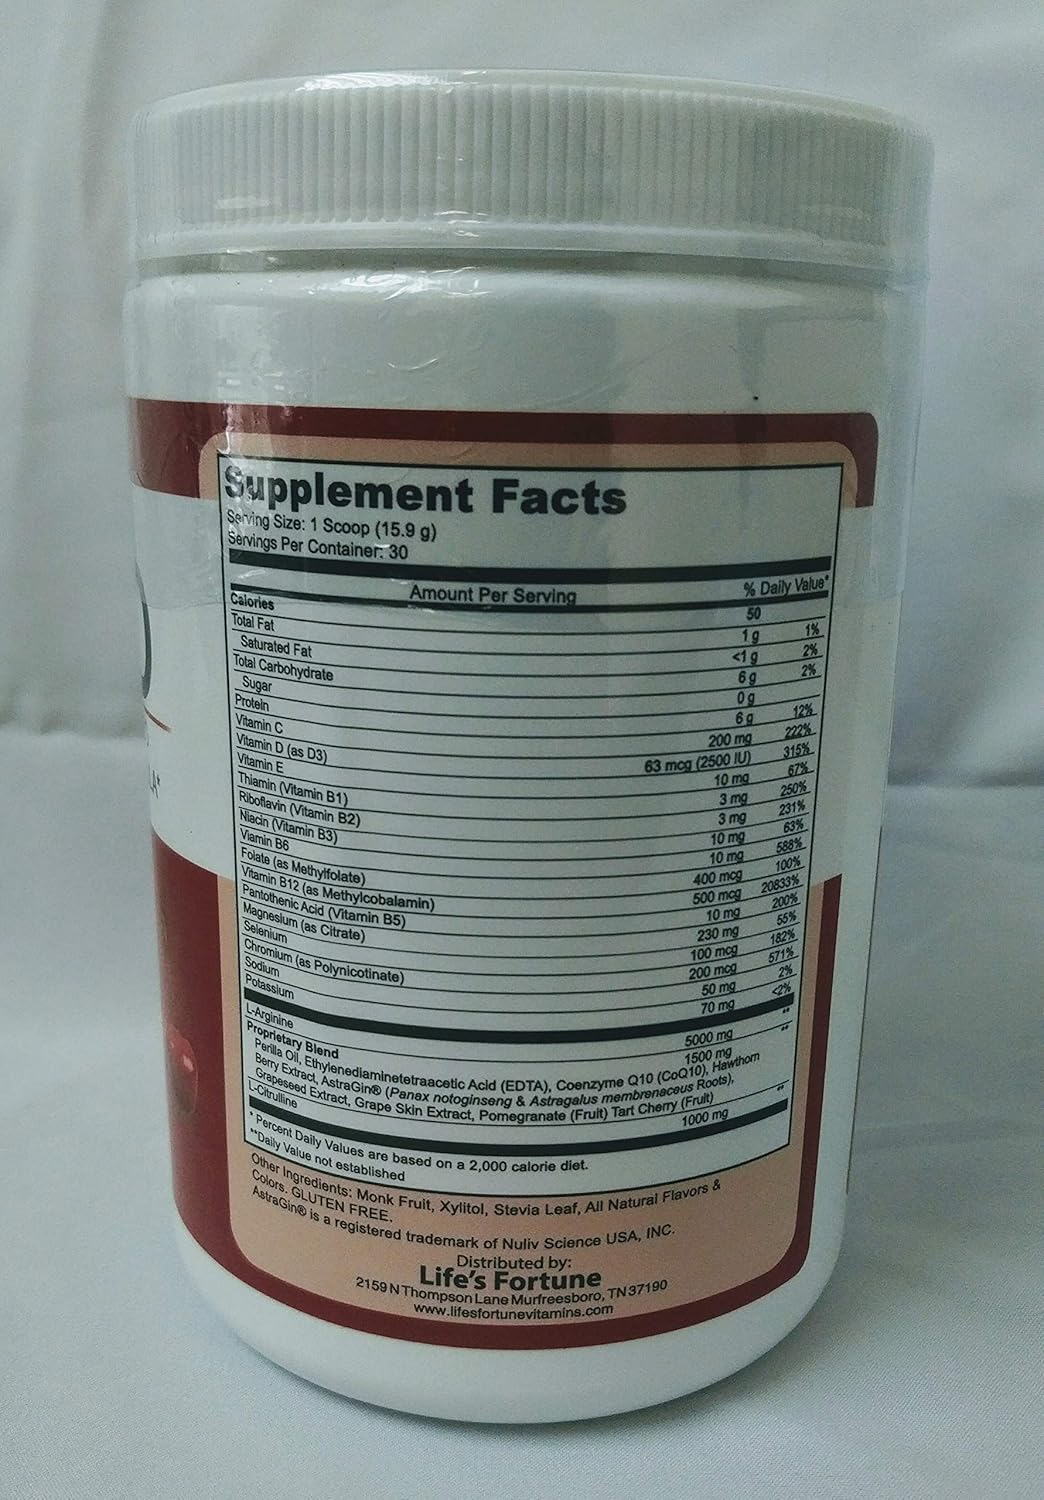 Supplement Facts
Serving Size: 1 Scoop (15.9 g)
Servings Per Container: 30
Amount Per Serving % Daily Value*
Calories 50
Total Fat 1 g 1%
Saturated Fat <1 g 2%
Total Carbohydrate 6 g 2%
Sugar 0 g
Protein 6 g 12%
Vitamin C 200 mg 222%
Vitamin D (as D3) 63 mcg (2500 IU) 315%
Vitamin E 10 mg 67%
Thiamin (Vitamin B1) 3 mg 250%
Riboflavin (Vitamin B2) 3 mg 231%
Niacin (Vitamin B3) 10 mg 63%
Viamin B6 10 mg 588%
Folate (as Methylfolate) 400 mcg 100%
Vitamin B12 (as Methylcobalamin) 500 mcg 20833%
Pantothenic Acid (Vitamin B5) 10 mg 200%
Magnesium (as Citrate) 230 mg 55%
Selenium 100 mcg 182%
Chromium (as Polynicotinate) 200 mcg 571%
Sodium 50 mg 2%
Potassium 70 mg <2%
L-Arginine 5000 mg **
Proprietary Blend 1500 mg **
Perilla Oil, Ethylenediaminetetraacetic Acid (EDTA), Coenzyme Q10 (CoQ10), Hawthorn
Berry Extract, AstraGin® (Panax notoginseng & Astragalus membrenaceus Roots),
Grapeseed Extract, Grape Skin Extract, Pomegranate (Fruit) Tart Cherry (Fruit)
L-Citrulline 1000 mg **
* Percent Daily Values are based on a 2,000 calorie diet.
**Daily Value not established
Other Ingredients: Monk Fruit, Xylitol, Stevia Leaf, All Natural Flavors &
Colors. GLUTEN FREE.
AstraGin® is a registered trademark of Nuliv Science USA, INC.
Distributed by:
Life's Fortune
2159 N Thompson Lane Murfreesboro, TN 37190
www.lifesfortunevitamins.com